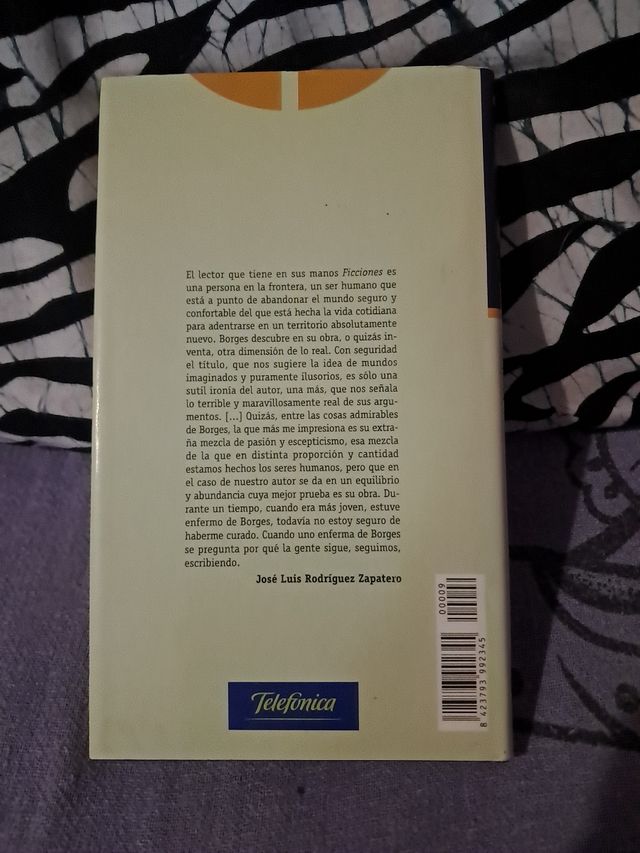 El lector que tiene en sus manos Ficciones es
una persona en la frontera, un ser humano que
está a punto de abandonar el mundo seguro y
confortable del que está hecha la vida cotidiana
para adentrarse en un territorio absolutamente
nuevo. Borges descubre en su obra, o quizás in-
venta, otra dimensión de lo real. Con seguridad
el título, que nos sugiere la idea de mundos
imaginados y puramente ilusorios, es sólo una
sutil ironía del autor, una más, que nos señala
lo terrible y maravillosamente real de sus argu-
mentos. [...] Quizás, entre las cosas admirables
de Borges, la que más me impresiona es su extra-
ña mezcla de pasión y escepticismo, esa mezcla
de la que en distinta proporción y cantidad
estamos hechos los seres humanos, pero que en
el caso de nuestro autor se da en un equilibrio
y abundancia cuya mejor prueba es su obra. Du-
rante un tiempo, cuando era más joven, estuve
enfermo de Borges, todavía no estoy seguro de
haberme curado. Cuando uno enferma de Borges
se pregunta por qué la gente sigue, seguimos,
escribiendo.
José Luis Rodríguez Zapatero
Telefónica
00009
8 423793 992345